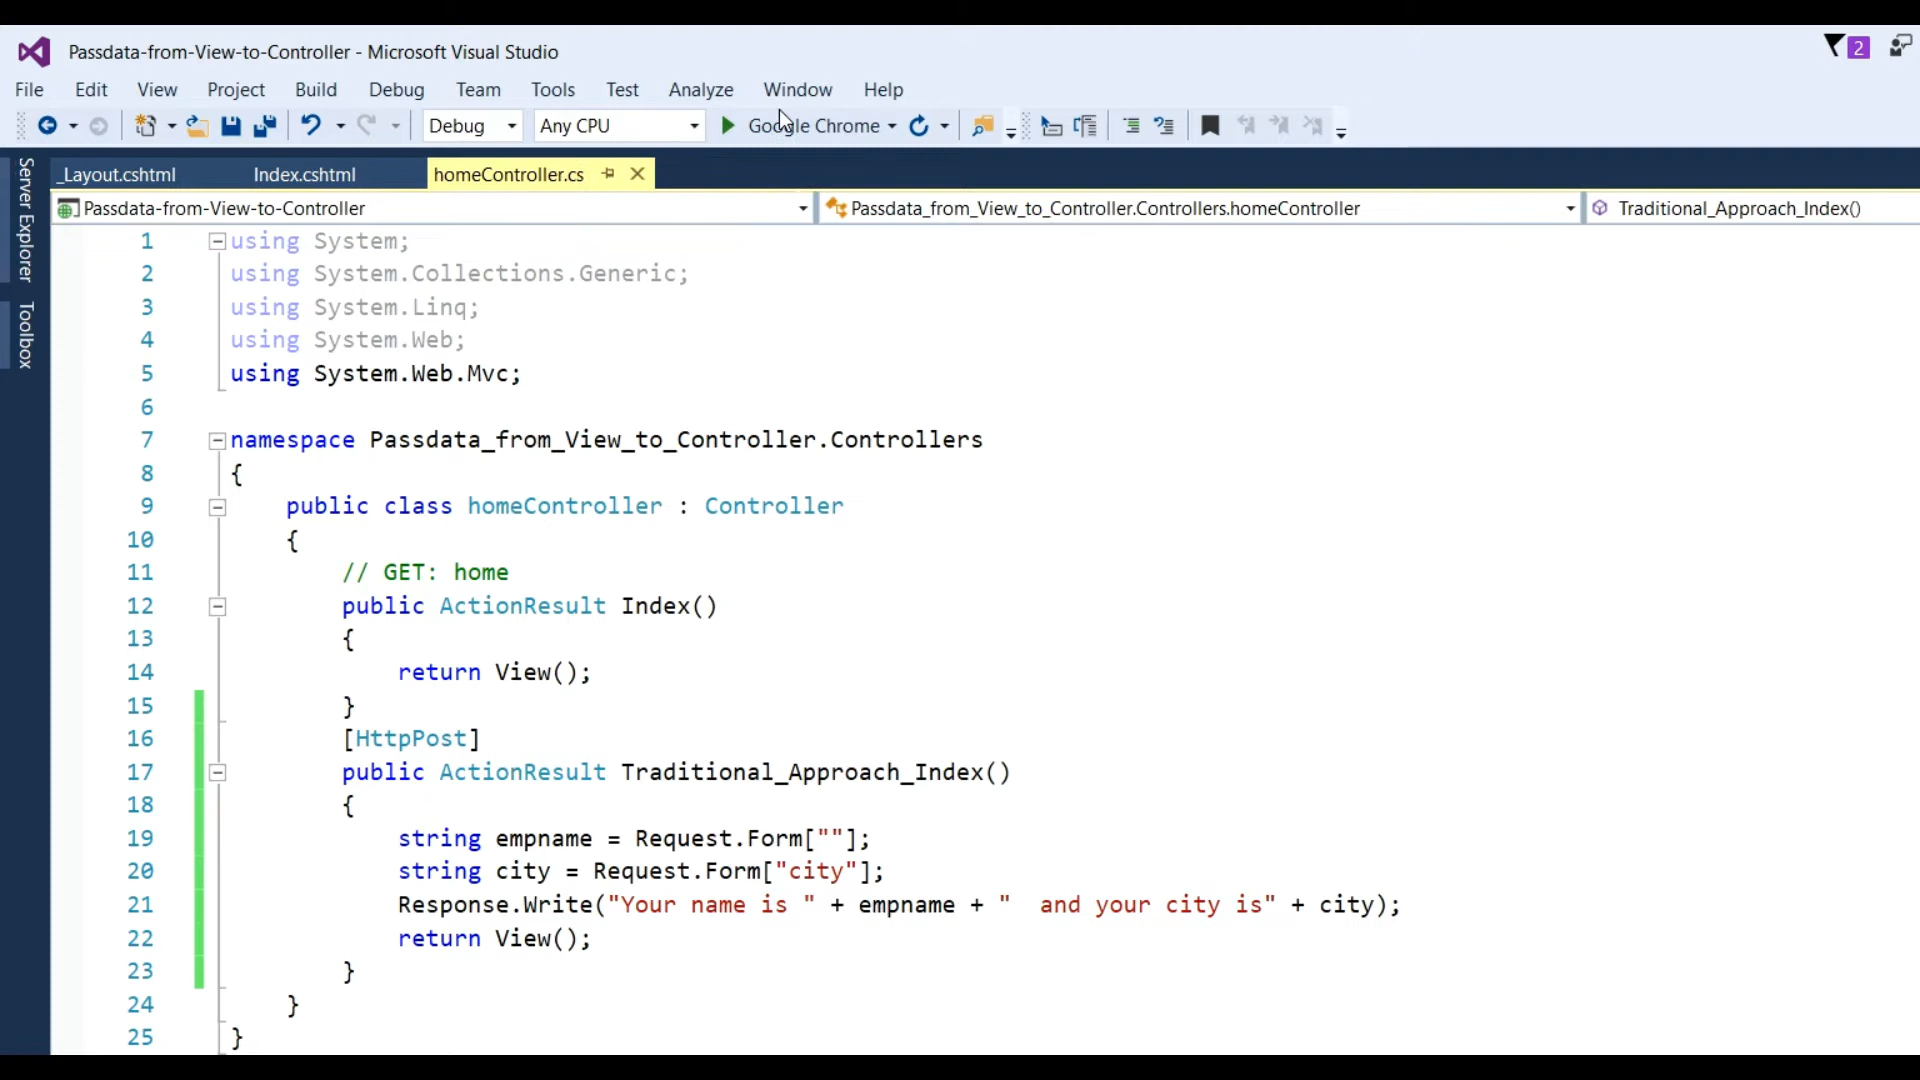 Passdata-from-View-to-Controller - Microsoft Visual Studio
2
File Edit View Project Build Debug Team Tools Test Analyze Window Help
Debug Any CPU Google Chrome
Server Explorer
Toolbox
_Layout.cshtml Index.cshtml homeController.cs
Passdata-from-View-to-Controller Passdata_from_View_to_Controller.Controllers.homeController Traditional_Approach_Index()
1 using System;
2 using System.Collections.Generic;
3 using System.Linq;
4 using System.Web;
5 using System.Web.Mvc;
6
7 namespace Passdata_from_View_to_Controller.Controllers
8 {
9 public class homeController : Controller
10 {
11 // GET: home
12 public ActionResult Index()
13 {
14 return View();
15 }
16 [HttpPost]
17 public ActionResult Traditional_Approach_Index()
18 {
19 string empname = Request.Form[""];
20 string city = Request.Form["city"];
21 Response.Write("Your name is " + empname + "  and your city is" + city);
22 return View();
23 }
24 }
25 }